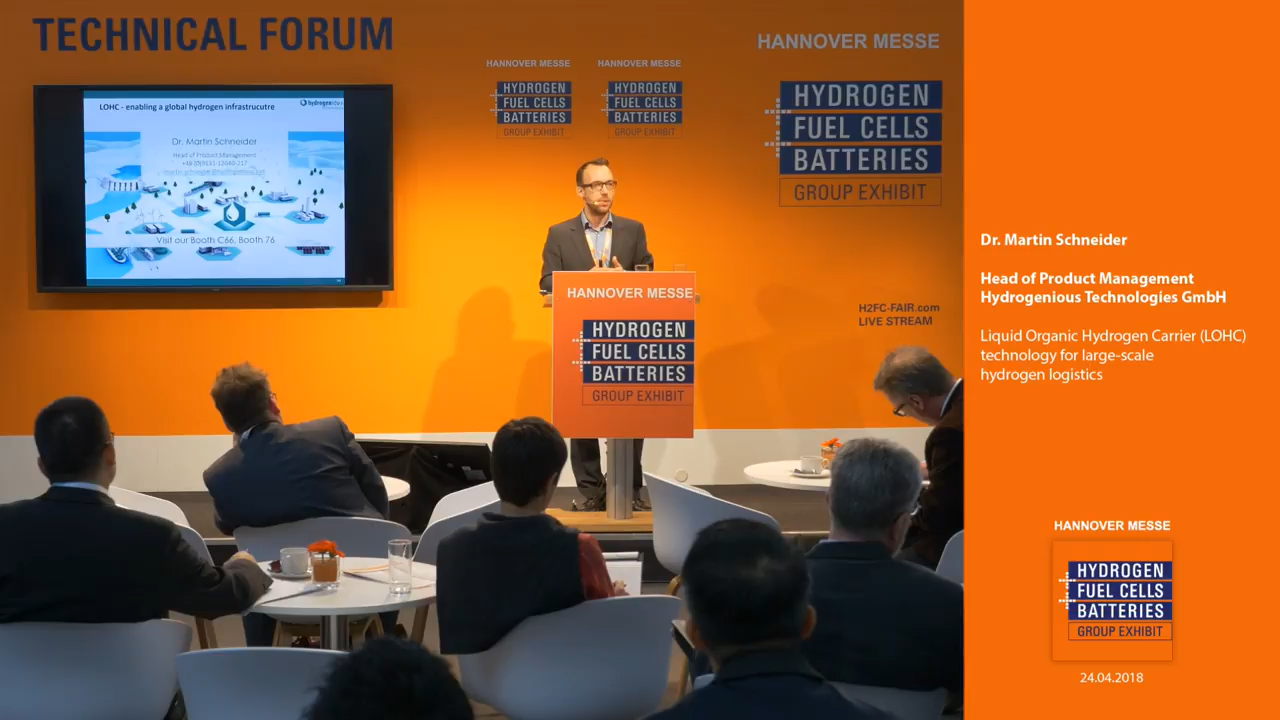 TECHNICAL FORUM
LOHC - enabling a global hydrogen infrastrucutre
Dr. Martin Schneider
Head of Product Management
Visit our Booth C66, Booth 76
HANNOVER MESSE
HYDROGEN
FUEL CELLS
BATTERIES
GROUP EXHIBIT
HANNOVER MESSE
HYDROGEN
FUEL CELLS
BATTERIES
GROUP EXHIBIT
HANNOVER MESSE
HYDROGEN
FUEL CELLS
BATTERIES
GROUP EXHIBIT
H2FC-FAIR.com
LIVE STREAM
HANNOVER MESSE
HYDROGEN
FUEL CELLS
BATTERIES
GROUP EXHIBIT
Dr. Martin Schneider
Head of Product Management
Hydrogenious Technologies GmbH
Liquid Organic Hydrogen Carrier (LOHC)
technology for large-scale
hydrogen logistics
HANNOVER MESSE
HYDROGEN
FUEL CELLS
BATTERIES
GROUP EXHIBIT
24.04.2018